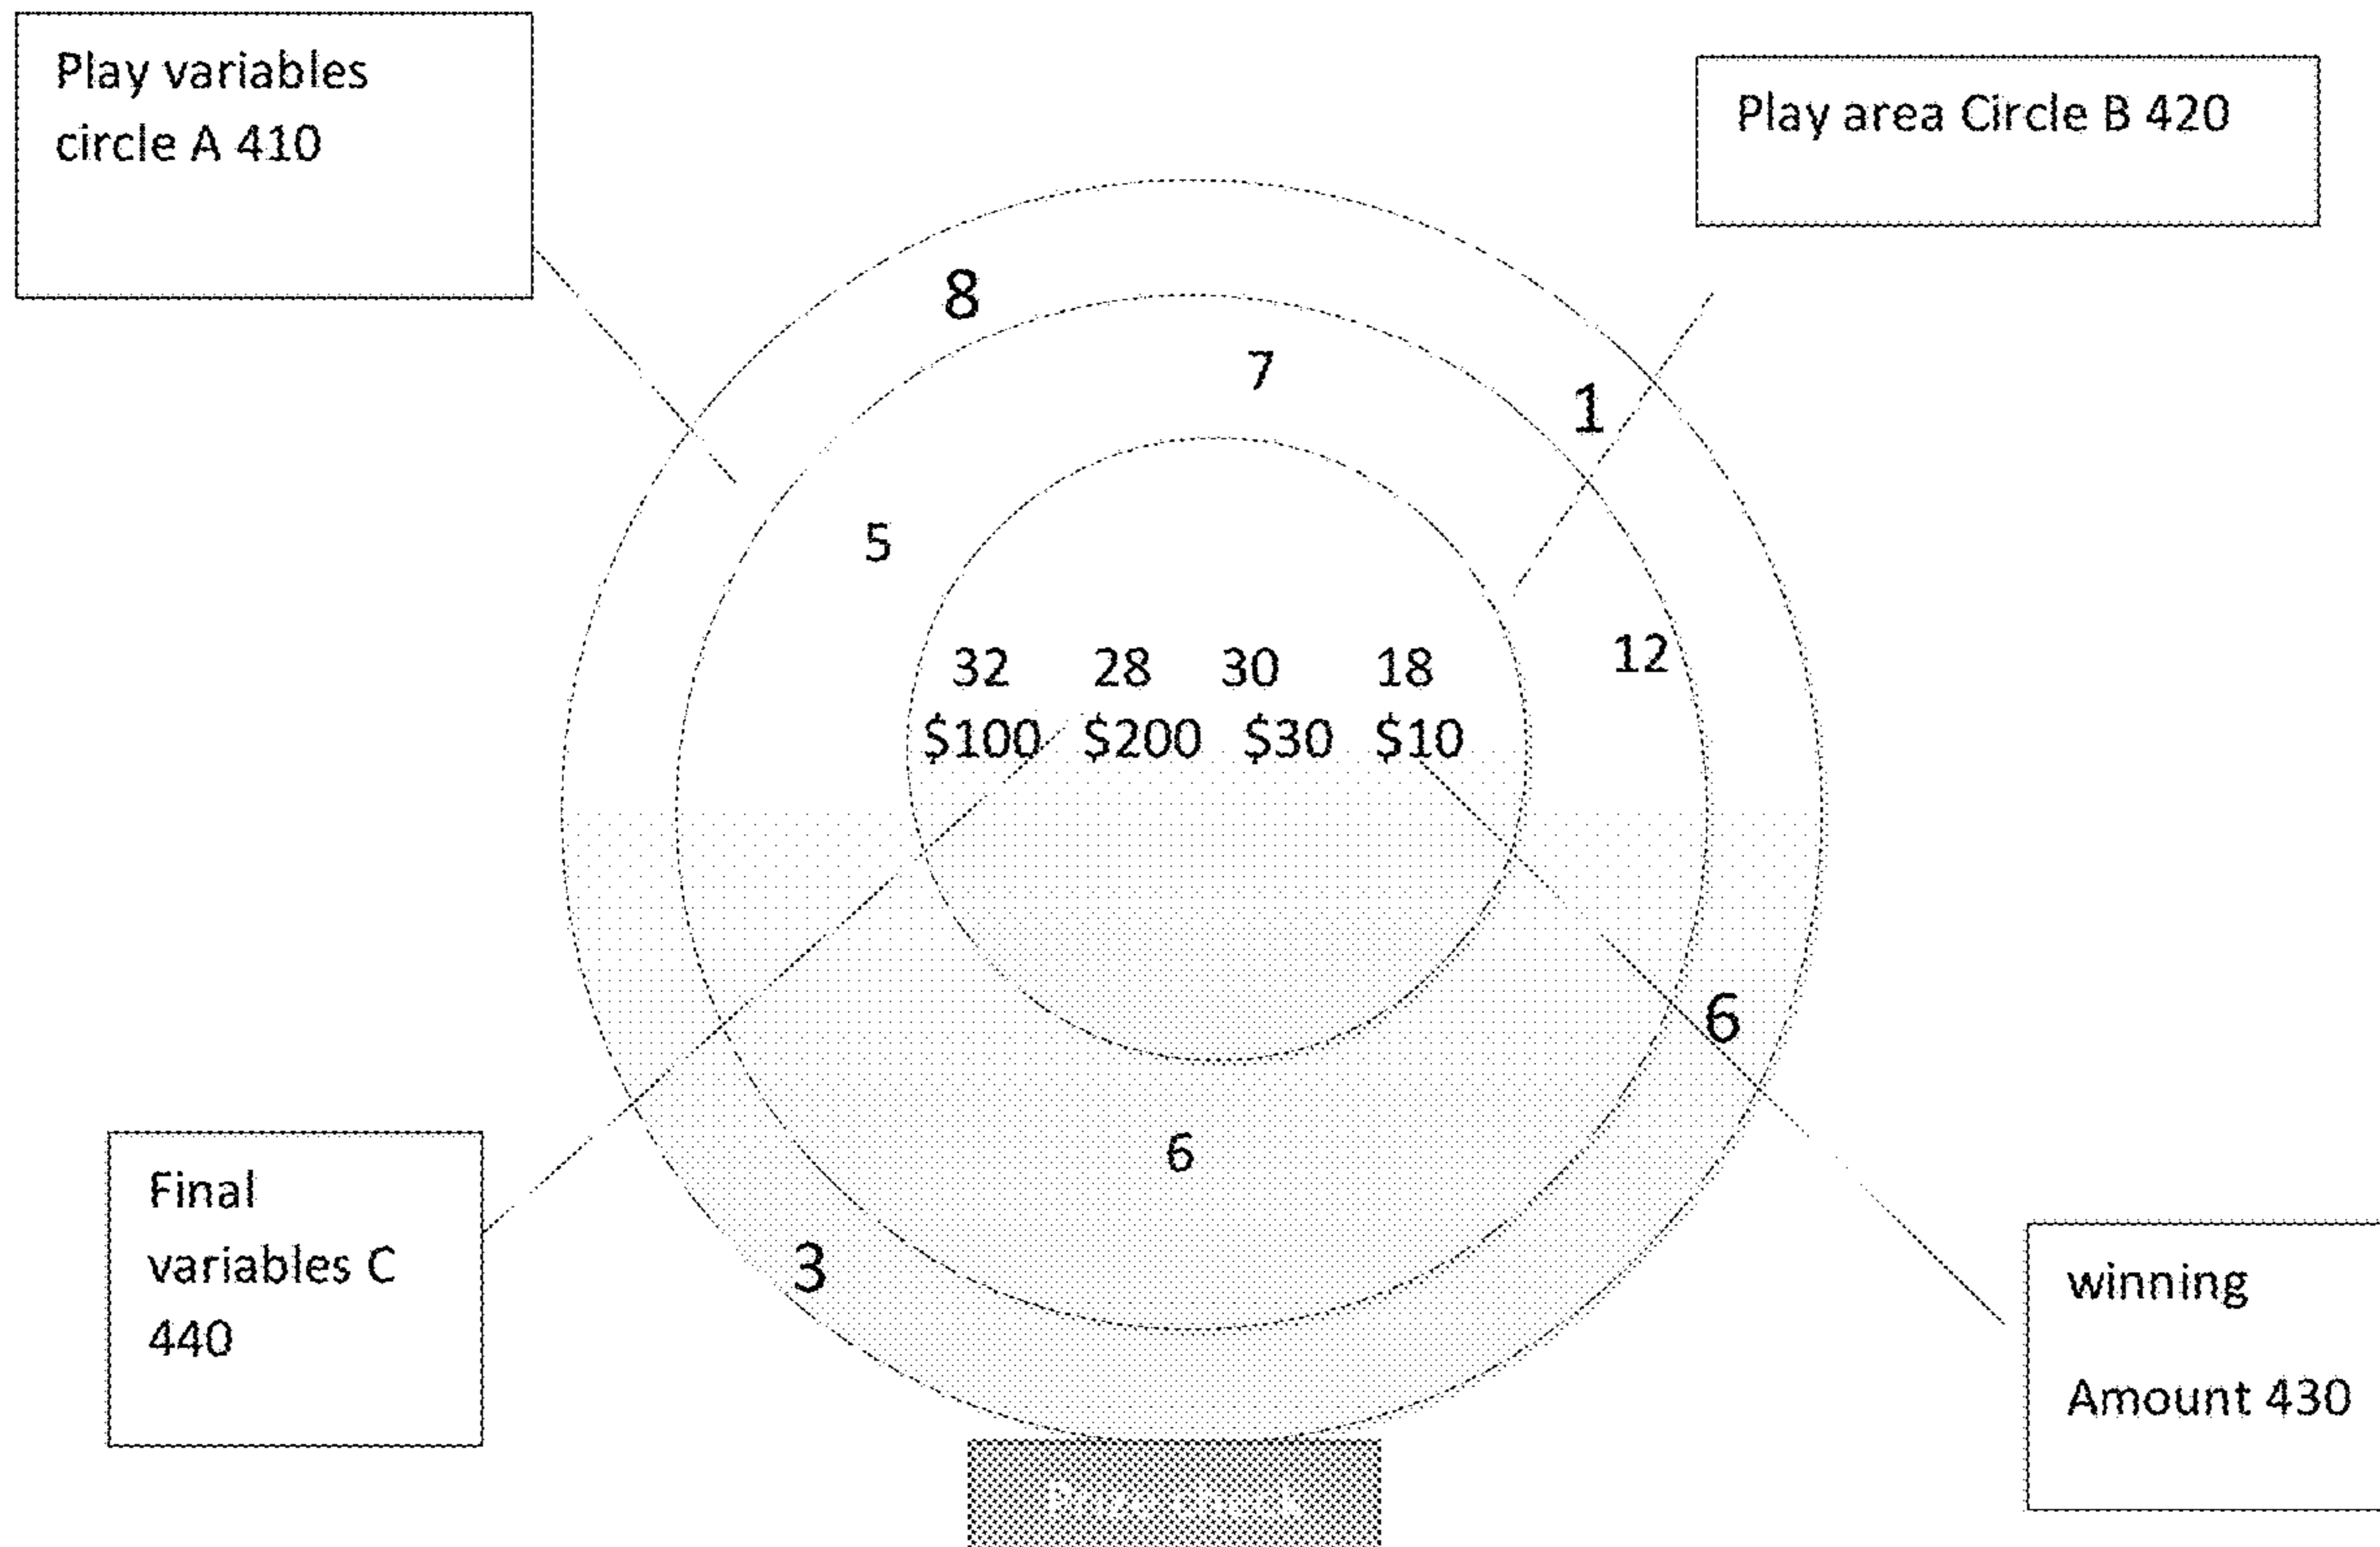 Play variables
circle A 410
Play area Circle B 420
8
7
1
5
12
32 28 30 18
$100 $200 $30 $10
6
6
3
Final
variables C
440
winning
Amount 430